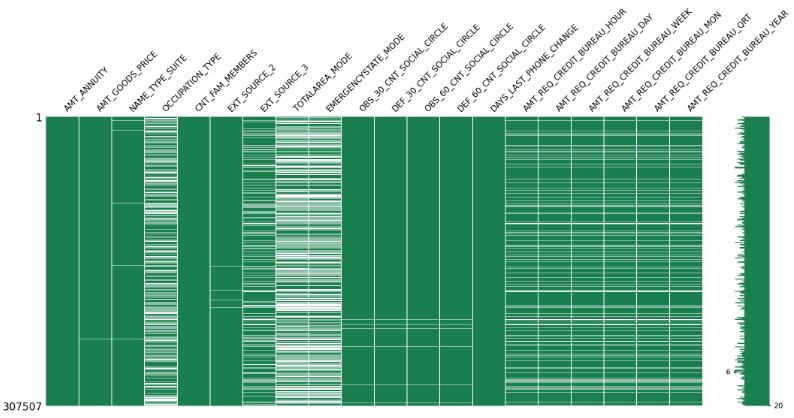 AMT_ANNUITY
AMT_GOODS_PRICE
NAME_TYPE_SUITE
OCCUPATION_TYPE
CNT_FAM_MEMBERS
EXT_SOURCE_2
EXT_SOURCE_3
TOTALAREA_MODE
EMERGENCYSTATE_MODE
OBS_30_CNT_SOCIAL_CIRCLE
DEF_30_CNT_SOCIAL_CIRCLE
OBS_60_CNT_SOCIAL_CIRCLE
DEF_60_CNT_SOCIAL_CIRCLE
DAYS_LAST_PHONE_CHANGE
AMT_REQ_CREDIT_BUREAU_HOUR
AMT_REQ_CREDIT_BUREAU_DAY
AMT_REQ_CREDIT_BUREAU_WEEK
AMT_REQ_CREDIT_BUREAU_MON
AMT_REQ_CREDIT_BUREAU_QRT
AMT_REQ_CREDIT_BUREAU_YEAR
1
6
307507
20